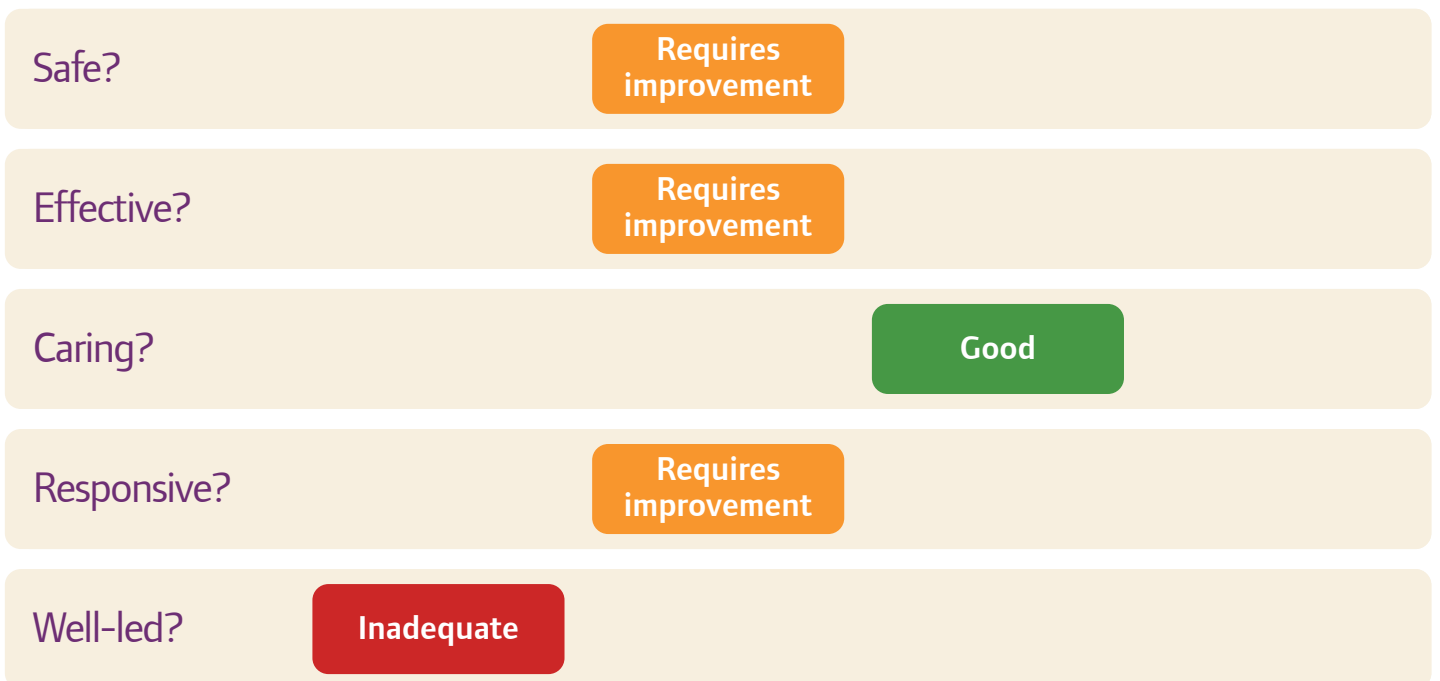 Safe?
Requires
improvement
Effective?
Requires
improvement
Caring?
Good
Responsive?
Requires
improvement
Well-led?
Inadequate